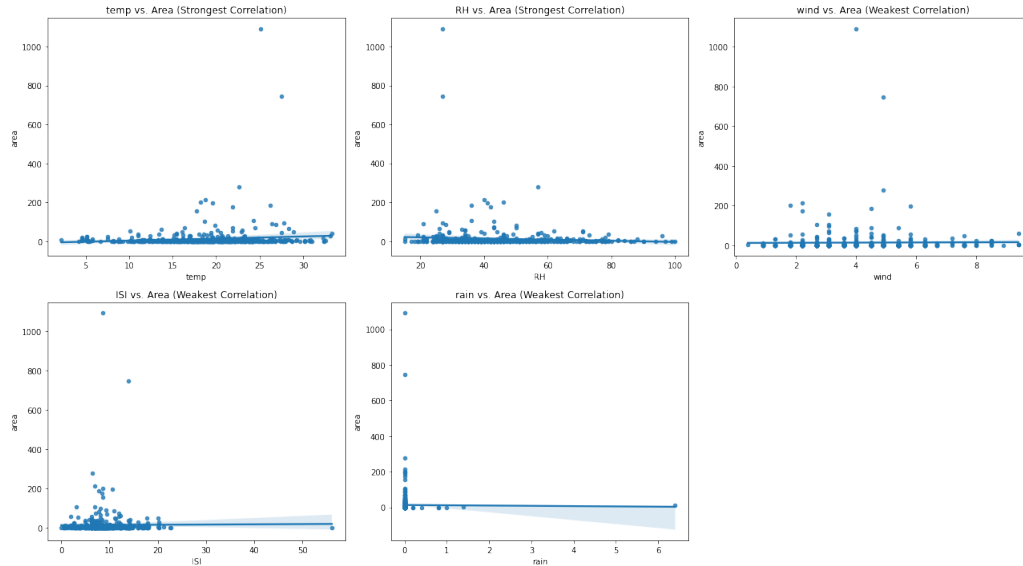 temp vs. Area (Strongest Correlation)
1000
800
600
400
200
0
area
5 10 15 20 25 30
temp
RH vs. Area (Strongest Correlation)
1000
800
600
400
200
0
area
20 40 60 80 100
RH
wind vs. Area (Weakest Correlation)
1000
800
600
400
200
0
area
0 2 4 6 8
wind
ISI vs. Area (Weakest Correlation)
1000
800
600
400
200
0
area
0 10 20 30 40 50
ISI
rain vs. Area (Weakest Correlation)
1000
800
600
400
200
0
area
0 1 2 3 4 5 6
rain